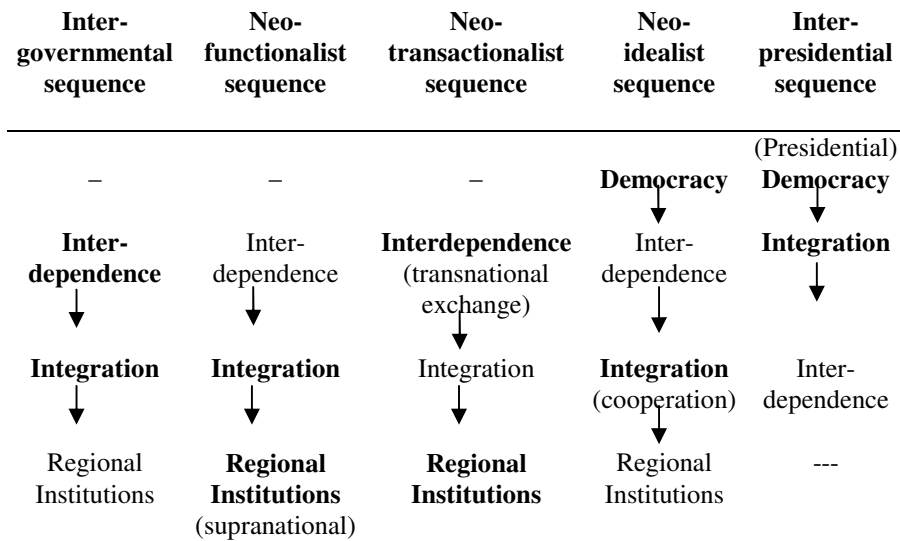 Inter- Neo- Neo- Neo- Inter-
governmental functionalist transactionalist idealist presidential
sequence sequence sequence sequence sequence
(Presidential)
– – – Democracy Democracy
Inter- Inter- Interdependence Inter- Integration
dependence dependence (transnational dependence
exchange)
Integration Integration Integration Integration Inter-
(cooperation) dependence
Regional Regional Regional Regional ---
Institutions Institutions Institutions Institutions
(supranational)